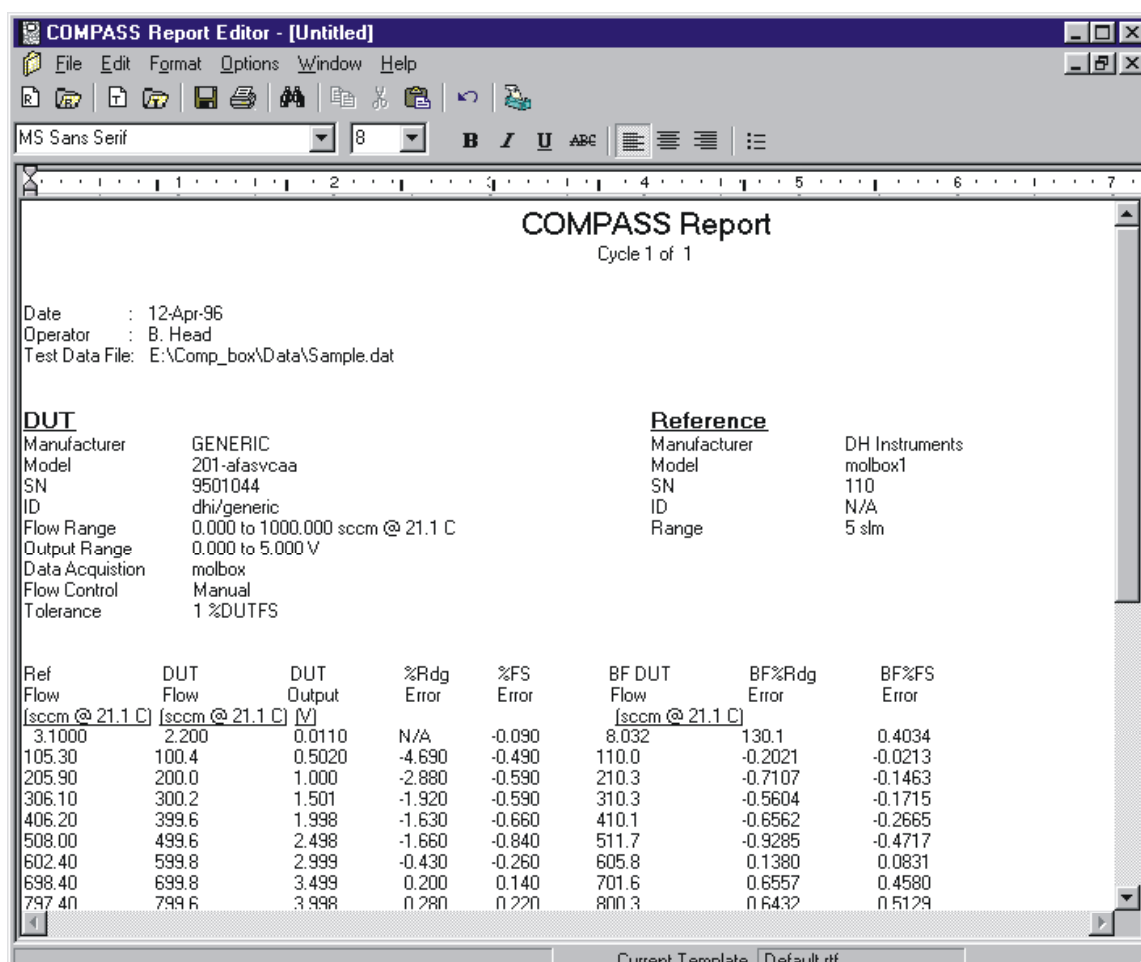 COMPASS Report Editor - [Untitled]
File Edit Format Options Window Help
MS Sans Serif 8 B I U ABC
1 2 3 4 5 6 7
COMPASS Report
Cycle 1 of 1
Date : 12-Apr-96
Operator : B. Head
Test Data File: E:\Comp_box\Data\Sample.dat
DUT Reference
Manufacturer GENERIC Manufacturer DH Instruments
Model 201-afasvcaa Model molbox1
SN 9501044 SN 110
ID dhi/generic ID N/A
Flow Range 0.000 to 1000.000 sccm @ 21.1 C Range 5 slm
Output Range 0.000 to 5.000 V
Data Acquistion molbox
Flow Control Manual
Tolerance 1 %DUTFS
Ref DUT DUT %Rdg %FS BF DUT BF%Rdg BF%FS
Flow Flow Output Error Error Flow Error Error
(sccm @ 21.1 C) (sccm @ 21.1 C) (V) (sccm @ 21.1 C)
3.1000 2.200 0.0110 N/A -0.090 8.032 130.1 0.4034
105.30 100.4 0.5020 -4.690 -0.490 110.0 -0.2021 -0.0213
205.90 200.0 1.000 -2.880 -0.590 210.3 -0.7107 -0.1463
306.10 300.2 1.501 -1.920 -0.590 310.3 -0.5604 -0.1715
406.20 399.6 1.998 -1.630 -0.660 410.1 -0.6562 -0.2665
508.00 499.6 2.498 -1.660 -0.840 511.7 -0.9285 -0.4717
602.40 599.8 2.999 -0.430 -0.260 605.8 0.1380 0.0831
698.40 699.8 3.499 0.200 0.140 701.6 0.6557 0.4580
797.40 799.6 3.998 0.280 0.220 800.3 0.6432 0.5129
Current Template Default.rtf